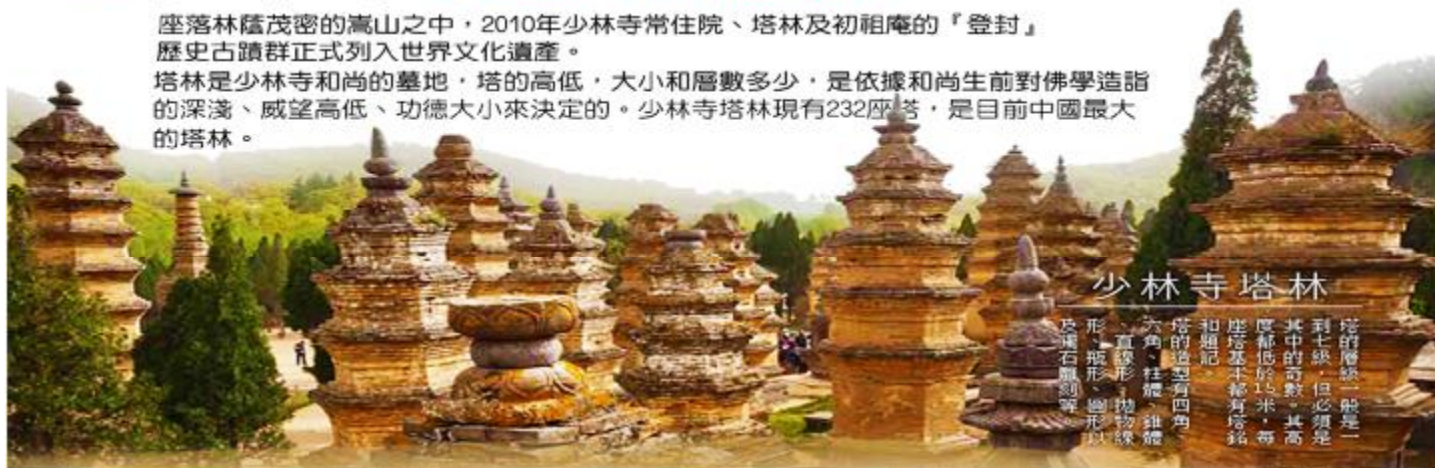 座落林蔭茂密的嵩山之中，2010年少林寺常住院、塔林及初祖庵的『登封』
歷史古蹟群正式列入世界文化遺產。
塔林是少林寺和尚的墓地，塔的高低，大小和層數多少，是依據和尚生前對佛學造詣
的深淺、威望高低、功德大小來決定的。少林寺塔林現有232座塔，是目前中國最大
的塔林。
少林寺塔林
塔的層級一般是一
到七級，但必須是
其中的奇數。其高
度都低於15米，每
座塔基本都有塔銘
和題記。
塔的造型有四角、
六角、柱體、錐體
、直線形、拋物線
形、瓶形、圓形以
及獨石雕刻等